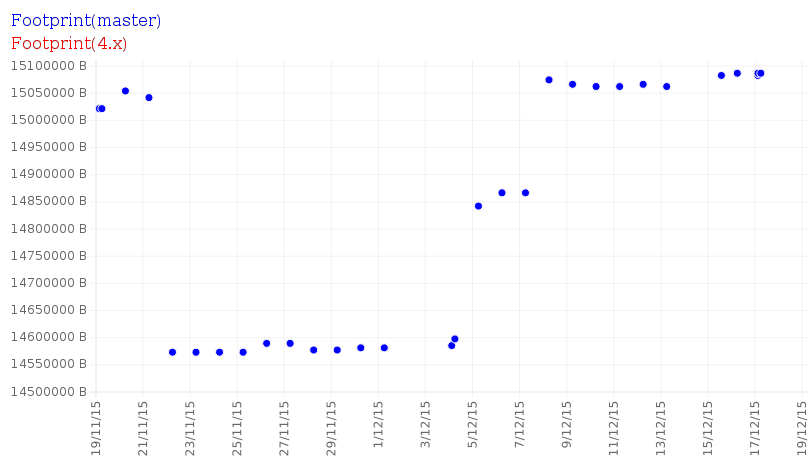 Footprint(master)
Footprint(4.x)
15100000 B
15050000 B
15000000 B
14950000 B
14900000 B
14850000 B
14800000 B
14750000 B
14700000 B
14650000 B
14600000 B
14550000 B
14500000 B
19/11/15
21/11/15
23/11/15
25/11/15
27/11/15
29/11/15
1/12/15
3/12/15
5/12/15
7/12/15
9/12/15
11/12/15
13/12/15
15/12/15
17/12/15
19/12/15